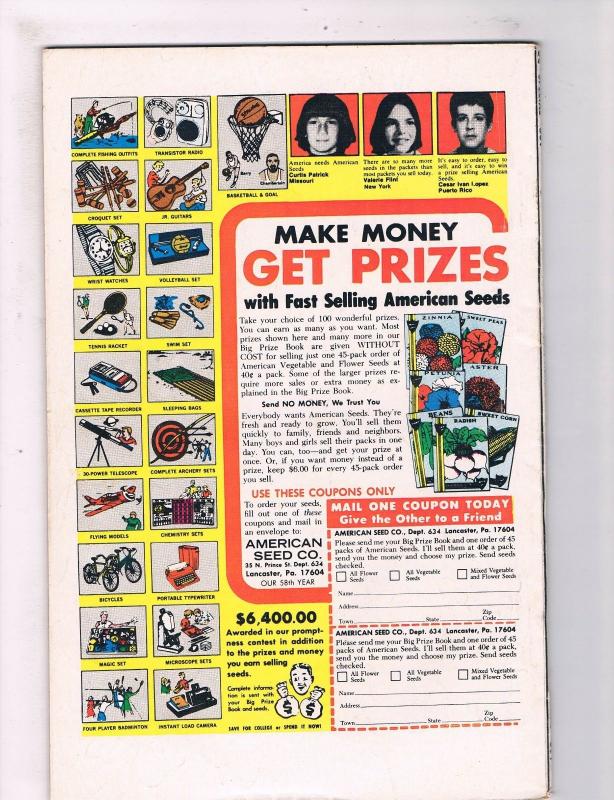 COMPLETE FISHING OUTFITS
TRANSISTOR RADIO
CROQUET SET
JR. GUITARS
WRIST WATCHES
VOLLEYBALL SET
TENNIS RACKET
SWIM SET
CASSETTE TAPE RECORDER
SLEEPING BAGS
30-POWER TELESCOPE
COMPLETE ARCHERY SETS
FLYING MODELS
CHEMISTRY SETS
BICYCLES
PORTABLE TYPEWRITER
MAGIC SET
MICROSCOPE SETS
FOUR PLAYER BADMINTON
INSTANT LOAD CAMERA
Spalding
Barry
Chamberlain
BASKETBALL & GOAL
America needs American
Seeds
Curtis Patrick
Missouri
There are so many more
seeds in the packets than
most packets you sell today.
Valerie Flint
New York
It's easy to order, easy to
sell, and it's easy to win
a prize selling American
Seeds.
Cesar Ivan Lopez
Puerto Rico
MAKE MONEY
GET PRIZES
with Fast Selling American Seeds
Take your choice of 100 wonderful prizes.
You can earn as many as you want. Most
prizes shown here and many more in our
Big Prize Book are given WITHOUT
COST for selling just one 45-pack order of
American Vegetable and Flower Seeds at
40¢ a pack. Some of the larger prizes re-
quire more sales or extra money as ex-
plained in the Big Prize Book.
Send NO MONEY, We Trust You
Everybody wants American Seeds. They're
fresh and ready to grow. You'll sell them
quickly to family, friends and neighbors.
Many boys and girls sell their packs in one
day. You can, too—and get your prize at
once. Or, if you want money instead of a
prize, keep $6.00 for every 45-pack order
you sell.
ZINNIA
SWEET PEAS
PETUNIA
ASTER
BEANS
RADISH
SWEET CORN
USE THESE COUPONS ONLY
To order your seeds,
fill out one of these
coupons and mail in
an envelope to:
AMERICAN
SEED CO.
35 N. Prince St. Dept. 634
Lancaster, Pa. 17604
OUR 58th YEAR
$6,400.00
Awarded in our prompt-
ness contest in addition
to the prizes and money
you earn selling
seeds.
Complete informa-
tion is sent with
your Big Prize
Book and seeds.
$ $
SAVE FOR COLLEGE or SPEND IT NOW!
MAIL ONE COUPON TODAY
Give the Other to a Friend
AMERICAN SEED CO., Dept. 634 Lancaster, Pa. 17604
Please send me your Big Prize Book and one order of 45
packs of American Seeds. I'll sell them at 40¢ a pack,
send you the money and choose my prize. Send seeds
checked.
All Flower
Seeds
All Vegetable
Seeds
Mixed Vegetable
and Flower Seeds
Name
Address
Town State Zip Code
AMERICAN SEED CO., Dept. 634 Lancaster, Pa. 17604
Please send me your Big Prize Book and one order of 45
packs of American Seeds. I'll sell them at 40¢ a pack,
send you the money and choose my prize. Send seeds
checked.
All Flower
Seeds
All Vegetable
Seeds
Mixed Vegetable
and Flower Seeds
Name
Address
Town State Zip Code